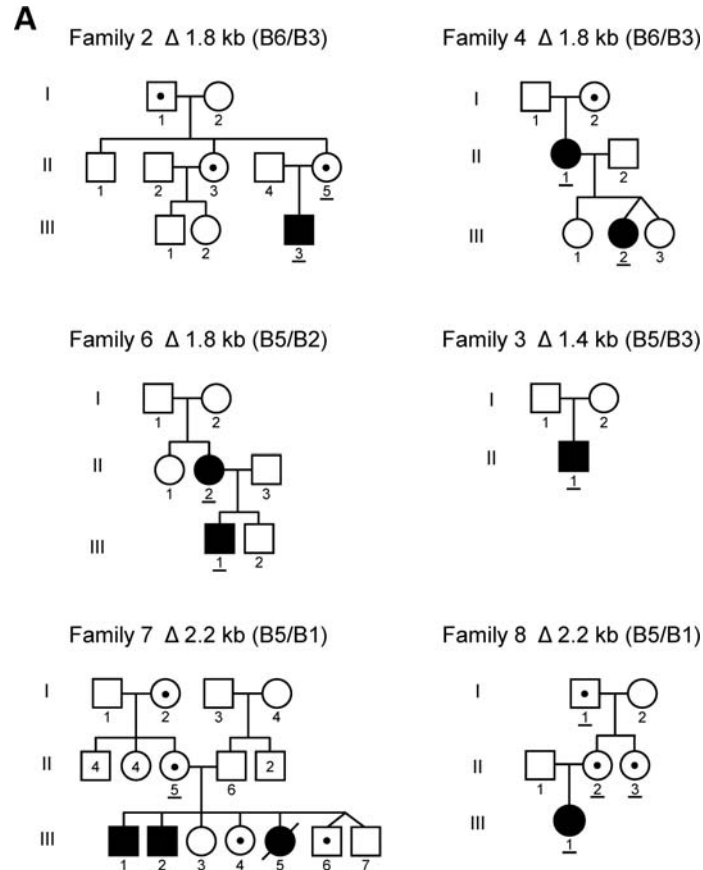 A
Family 2 Δ 1.8 kb (B6/B3)
I
1 2
II
1 2 3 4 5
III
1 2 3
Family 4 Δ 1.8 kb (B6/B3)
I
1 2
II
1 2
III
1 2 3
Family 6 Δ 1.8 kb (B5/B2)
I
1 2
II
1 2 3
III
1 2
Family 3 Δ 1.4 kb (B5/B3)
I
1 2
II
1
Family 7 Δ 2.2 kb (B5/B1)
I
1 2 3 4
II
4 4 2
5 6
III
1 2 3 4 5 6 7
Family 8 Δ 2.2 kb (B5/B1)
I
1 2
II
1 2 3
III
1